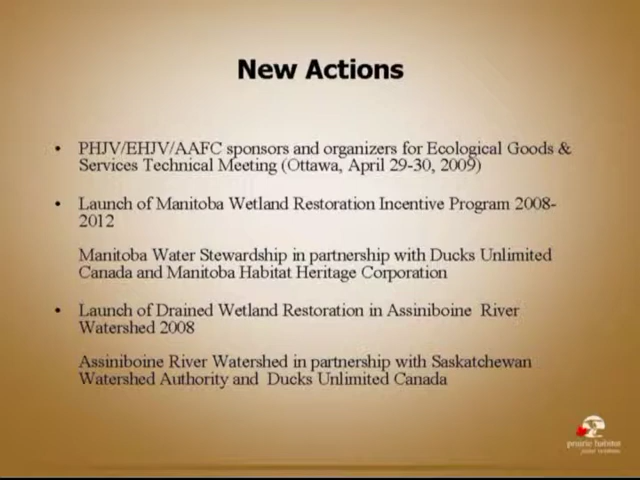 New Actions
• PHJV/EHJV/AAFC sponsors and organizers for Ecological Goods &
Services Technical Meeting (Ottawa, April 29-30, 2009)
• Launch of Manitoba Wetland Restoration Incentive Program 2008-
2012
Manitoba Water Stewardship in partnership with Ducks Unlimited
Canada and Manitoba Habitat Heritage Corporation
• Launch of Drained Wetland Restoration in Assiniboine River
Watershed 2008
Assiniboine River Watershed in partnership with Saskatchewan
Watershed Authority and Ducks Unlimited Canada
prairie habitat
joint venture